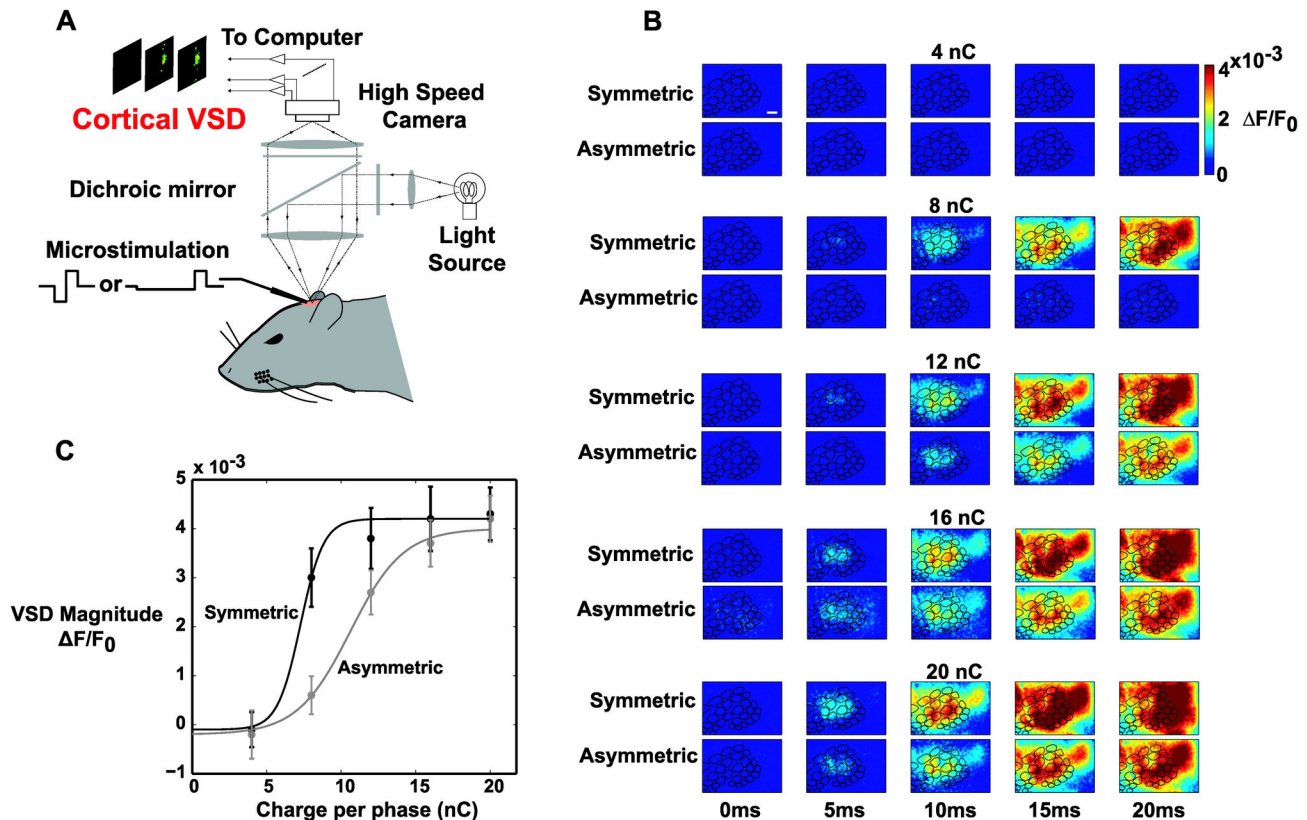 A
To Computer
Cortical VSD
High Speed
Camera
Dichroic mirror
Microstimulation
or
Light
Source
B
4 nC
Symmetric
Asymmetric
4 x10⁻³
2 ΔF/F₀
0
8 nC
Symmetric
Asymmetric
12 nC
Symmetric
Asymmetric
16 nC
Symmetric
Asymmetric
20 nC
Symmetric
Asymmetric
0ms 5ms 10ms 15ms 20ms
C
x 10⁻³
5
4
3
2
1
0
−1
VSD Magnitude
ΔF/F₀
Symmetric
Asymmetric
0 5 10 15 20
Charge per phase (nC)